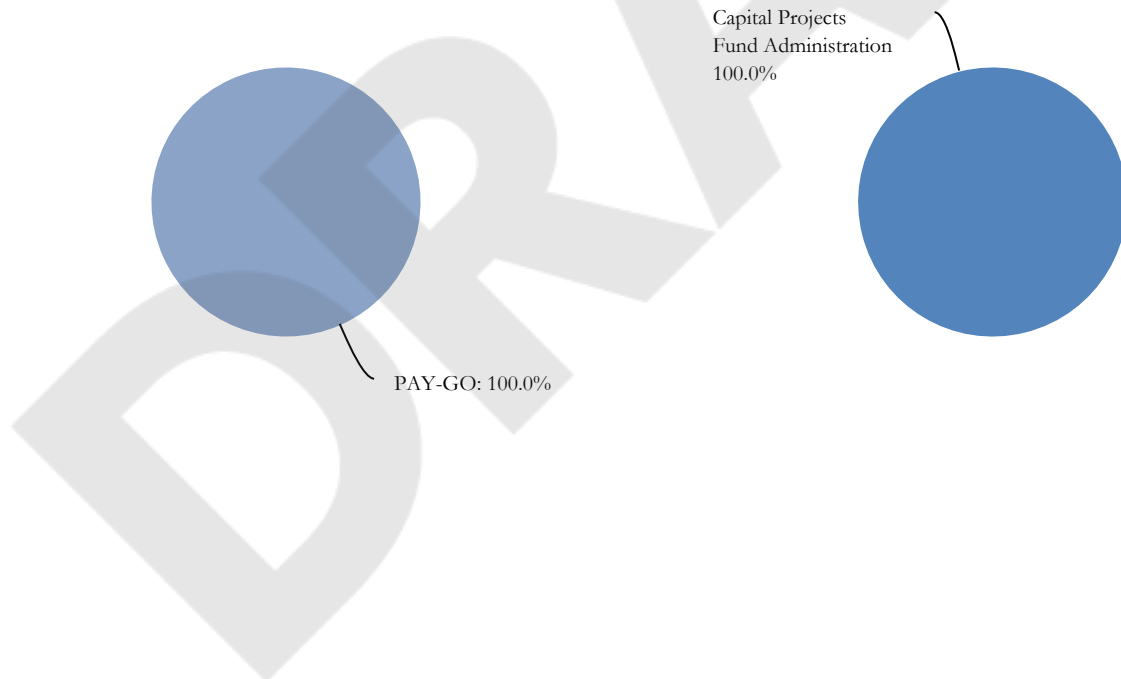 Capital Projects
Fund Administration
100.0%
PAY-GO: 100.0%
DRA